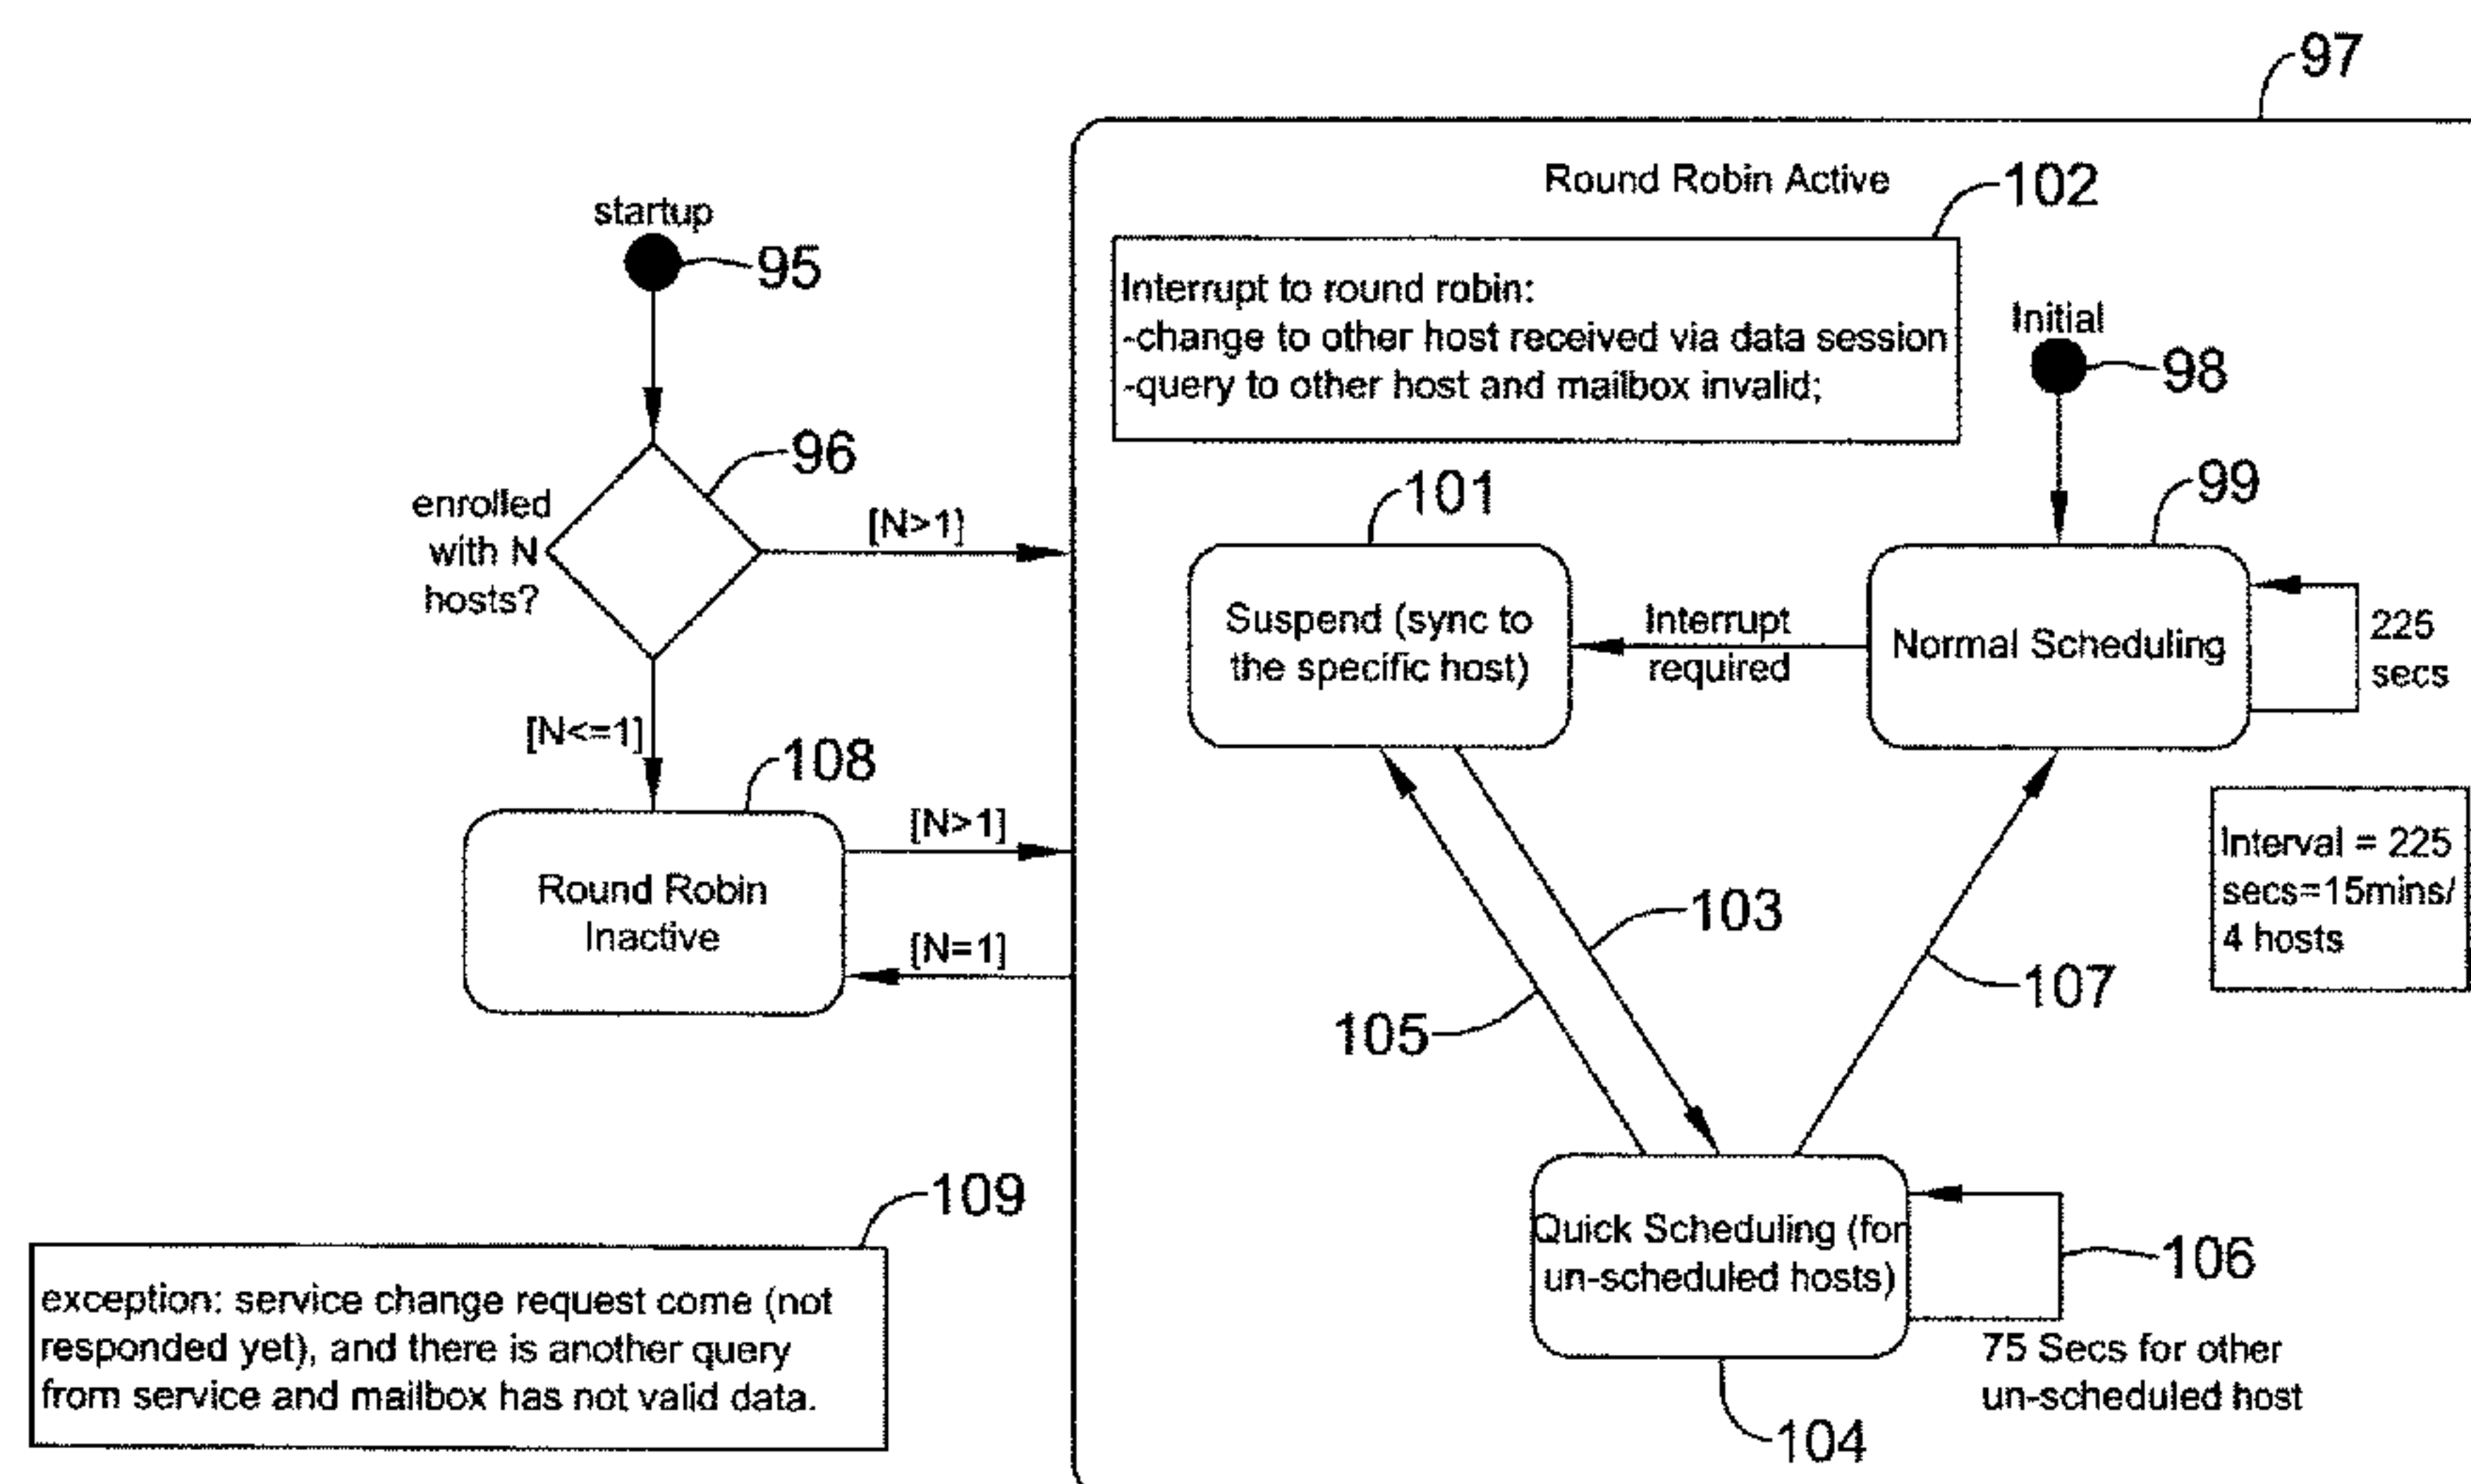 97
Round Robin Active
102
startup
95
Interrupt to round robin:
-change to other host received via data session
-query to other host and mailbox invalid;
Initial
98
96
enrolled
with N
hosts?
[N>1]
101
99
Suspend (sync to
the specific host)
Interrupt
required
Normal Scheduling
225
secs
[N<=1]
108
Round Robin
Inactive
[N>1]
[N=1]
Interval = 225
secs=15mins/
4 hosts
103
105
107
109
exception: service change request come (not
responded yet), and there is another query
from service and mailbox has not valid data.
Quick Scheduling (for
un-scheduled hosts)
106
75 Secs for other
un-scheduled host
104